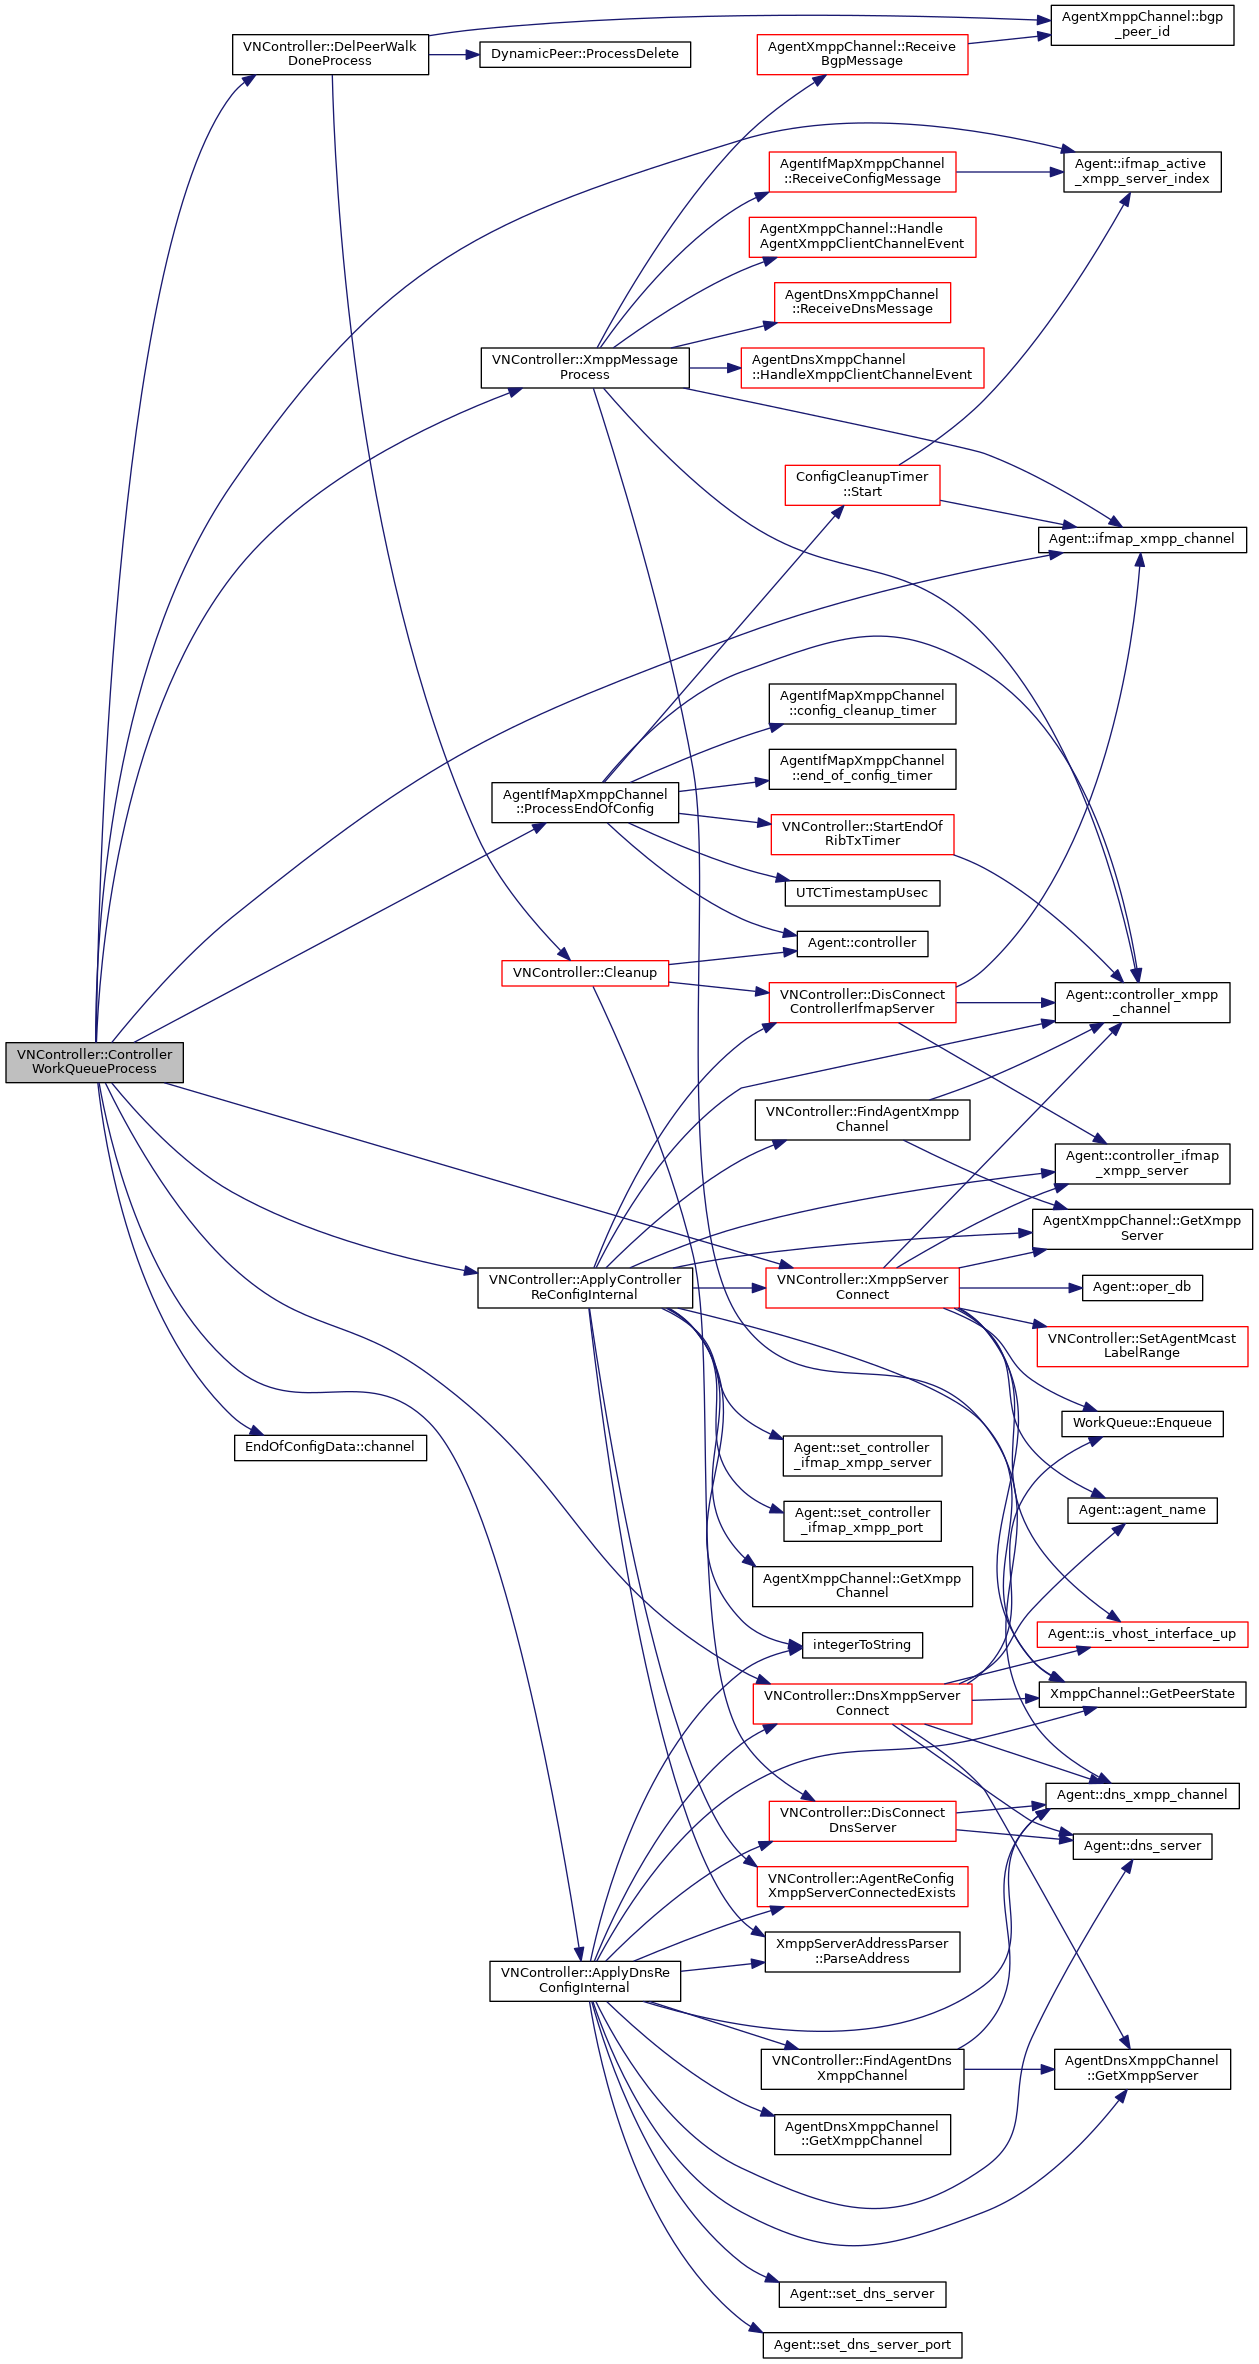 VNController::Controller
WorkQueueProcess
VNController::DelPeerWalk
DoneProcess
EndOfConfigData::channel
DynamicPeer::ProcessDelete
VNController::XmppMessage
Process
AgentIfMapXmppChannel
::ProcessEndOfConfig
VNController::Cleanup
VNController::ApplyController
ReConfigInternal
VNController::ApplyDnsRe
ConfigInternal
AgentXmppChannel::Receive
BgpMessage
AgentIfMapXmppChannel
::ReceiveConfigMessage
AgentXmppChannel::Handle
AgentXmppClientChannelEvent
AgentDnsXmppChannel
::ReceiveDnsMessage
AgentDnsXmppChannel
::HandleXmppClientChannelEvent
ConfigCleanupTimer
::Start
AgentIfMapXmppChannel
::config_cleanup_timer
AgentIfMapXmppChannel
::end_of_config_timer
VNController::StartEndOf
RibTxTimer
UTCTimestampUsec
Agent::controller
VNController::DisConnect
ControllerIfmapServer
VNController::FindAgentXmpp
Channel
VNController::XmppServer
Connect
Agent::set_controller
_ifmap_xmpp_server
Agent::set_controller
_ifmap_xmpp_port
AgentXmppChannel::GetXmpp
Channel
integerToString
VNController::DnsXmppServer
Connect
VNController::DisConnect
DnsServer
VNController::AgentReConfig
XmppServerConnectedExists
XmppServerAddressParser
::ParseAddress
VNController::FindAgentDns
XmppChannel
AgentDnsXmppChannel
::GetXmppChannel
Agent::set_dns_server
Agent::set_dns_server_port
AgentXmppChannel::bgp
_peer_id
Agent::ifmap_active
_xmpp_server_index
Agent::ifmap_xmpp_channel
Agent::controller_xmpp
_channel
Agent::controller_ifmap
_xmpp_server
AgentXmppChannel::GetXmpp
Server
Agent::oper_db
VNController::SetAgentMcast
LabelRange
WorkQueue::Enqueue
Agent::agent_name
Agent::is_vhost_interface_up
XmppChannel::GetPeerState
Agent::dns_xmpp_channel
Agent::dns_server
AgentDnsXmppChannel
::GetXmppServer